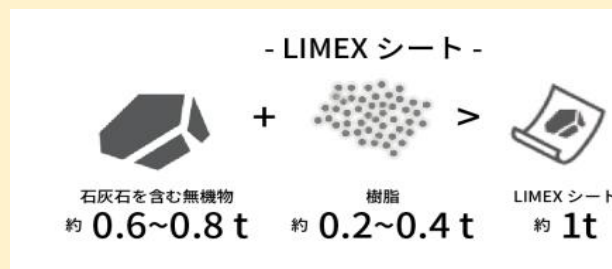 - LIMEX シート -
+
>
石灰石を含む無機物
約 0.6~0.8 t
樹脂
約 0.2~0.4 t
LIMEX シート
約 1t